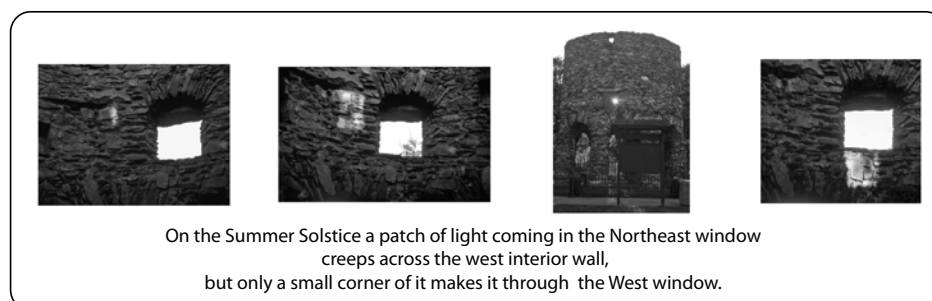 On the Summer Solstice a patch of light coming in the Northeast window
creeps across the west interior wall,
but only a small corner of it makes it through the West window.